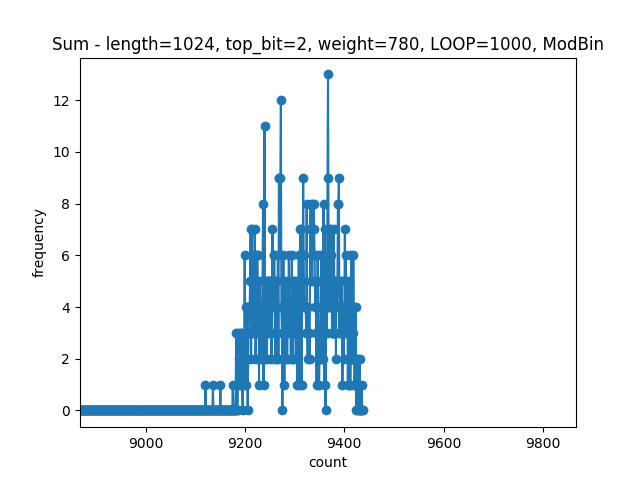 Sum - length=1024, top_bit=2, weight=780, LOOP=1000, ModBin
12
10
8
6
4
2
0
frequency
9000 9200 9400 9600 9800
count